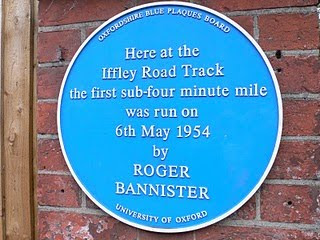 OXFORDSHIRE BLUE PLAQUES BOARD
Here at the
Iffley Road Track
the first sub-four minute mile
was run on
6th May 1954
by
ROGER
BANNISTER
UNIVERSITY OF OXFORD